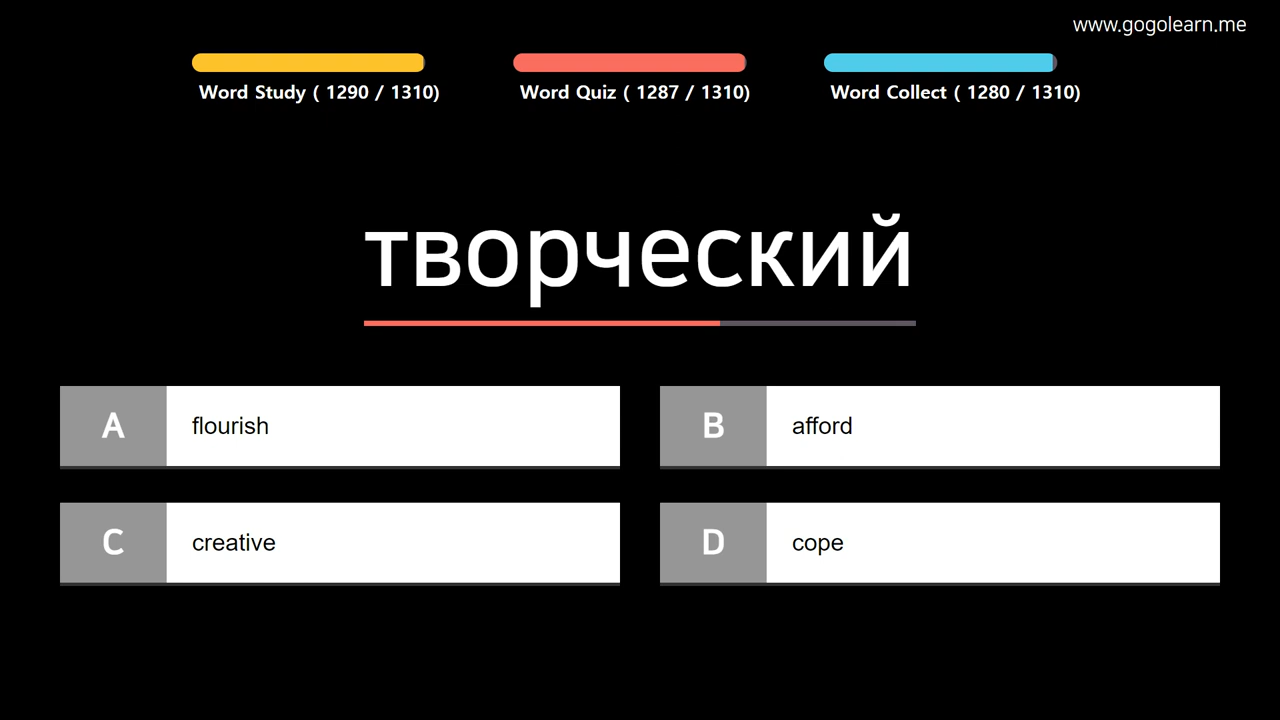 www.gogolearn.me
Word Study ( 1290 / 1310)
Word Quiz ( 1287 / 1310)
Word Collect ( 1280 / 1310)
творческий
A flourish
B afford
C creative
D cope